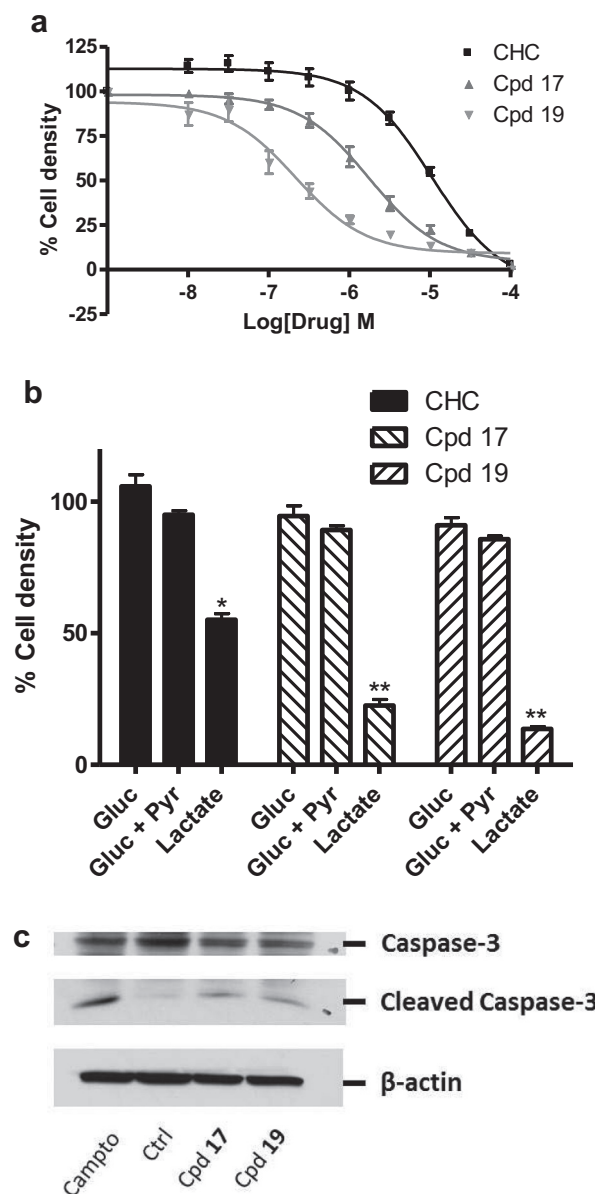 a
125
100
75
50
25
0
-25
% Cell density
-8
-7
-6
-5
-4
Log[Drug] M
CHC
Cpd 17
Cpd 19
b
CHC
Cpd 17
Cpd 19
% Cell density
100
50
0
*
**
**
Gluc
Gluc + Pyr
Lactate
Gluc
Gluc + Pyr
Lactate
Gluc
Gluc + Pyr
Lactate
c
Caspase-3
Cleaved Caspase-3
β-actin
Campto
Ctrl
Cpd 17
Cpd 19